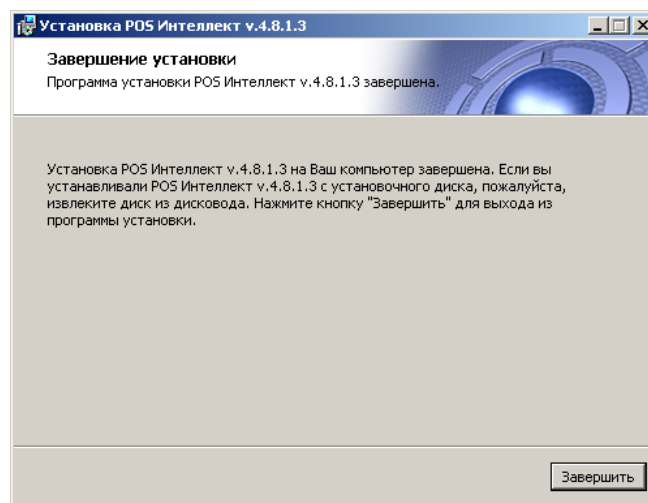 Установка POS Интеллект v.4.8.1.3
Завершение установки
Программа установки POS Интеллект v.4.8.1.3 завершена.
Установка POS Интеллект v.4.8.1.3 на Ваш компьютер завершена. Если вы
устанавливали POS Интеллект v.4.8.1.3 с установочного диска, пожалуйста,
извлеките диск из дисковода. Нажмите кнопку "Завершить" для выхода из
программы установки.
Завершить